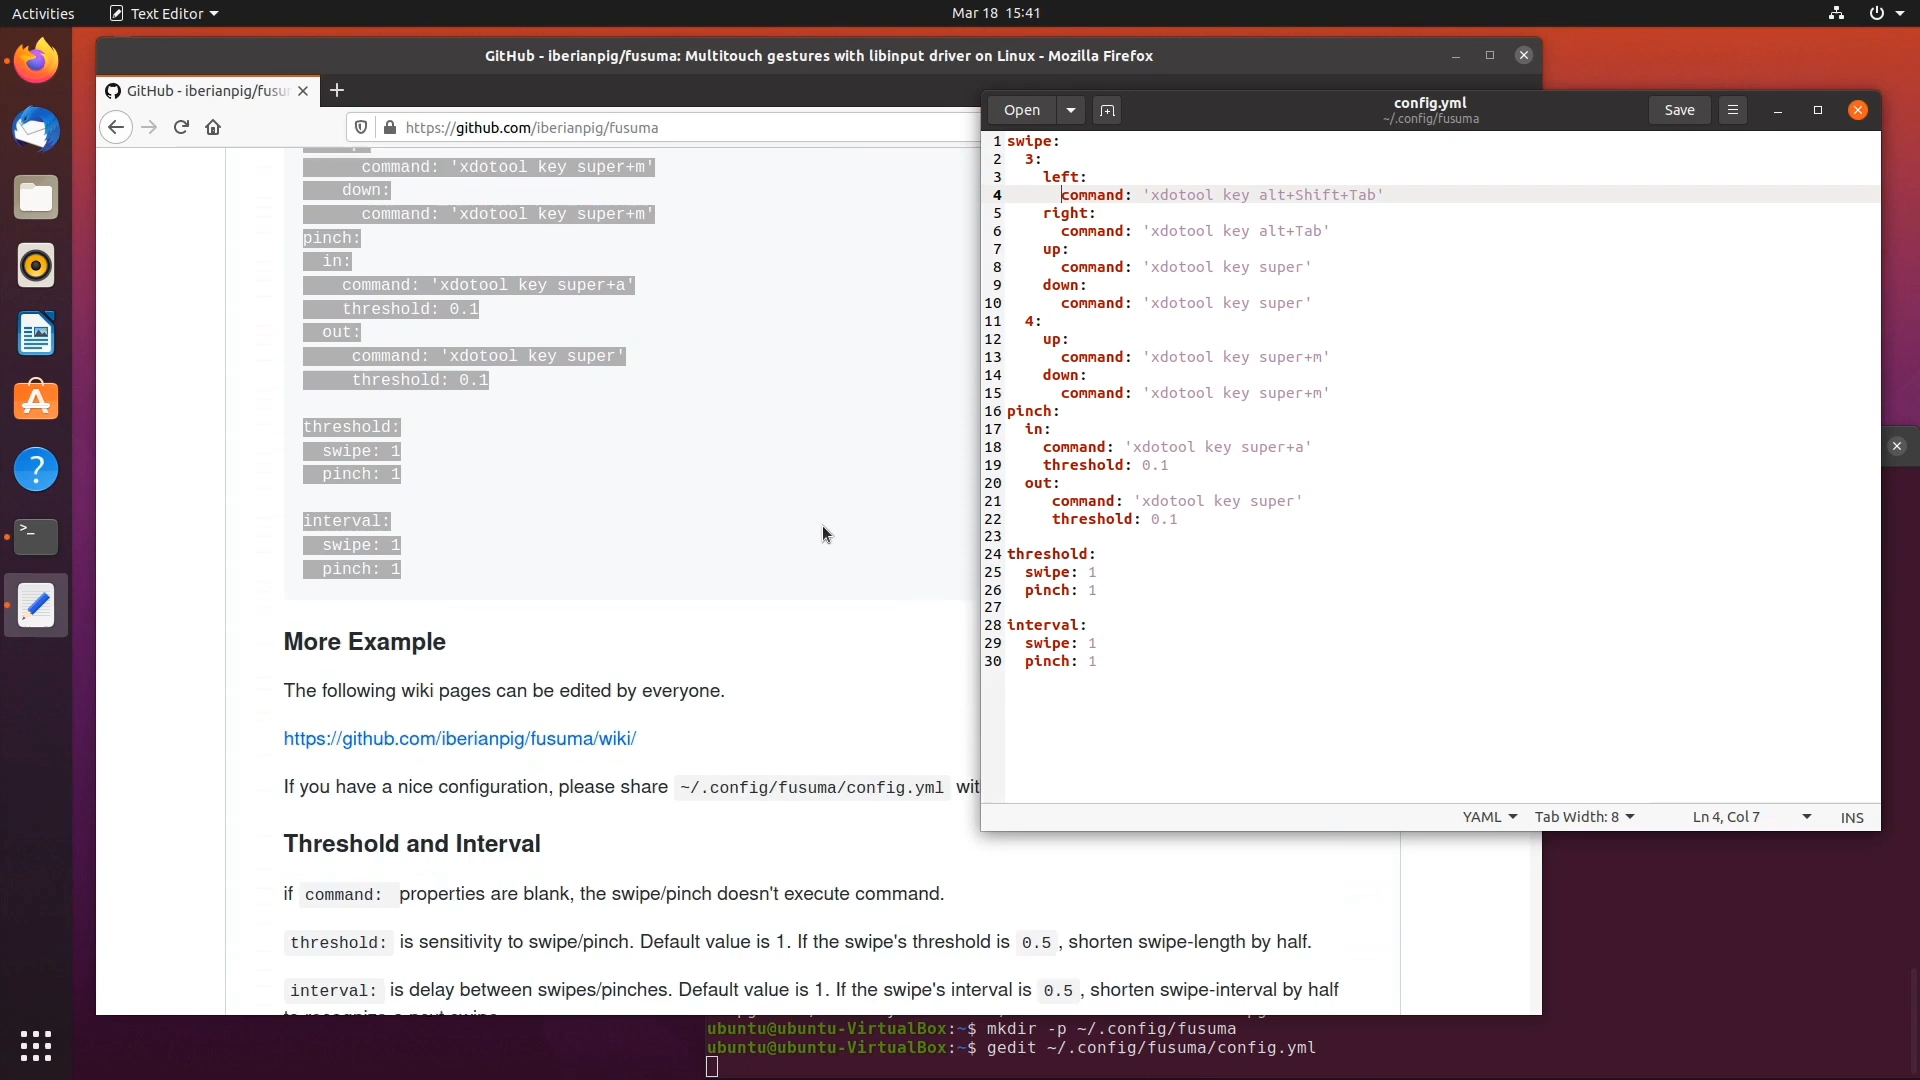 Activities
Text Editor
Mar 18 15:41
GitHub - iberianpig/fusuma: Multitouch gestures with libinput driver on Linux - Mozilla Firefox
GitHub - iberianpig/fusu
https://github.com/iberianpig/fusuma
command: 'xdotool key super+m'
down:
command: 'xdotool key super+m'
pinch:
in:
command: 'xdotool key super+a'
threshold: 0.1
out:
command: 'xdotool key super'
threshold: 0.1
threshold:
swipe: 1
pinch: 1
interval:
swipe: 1
pinch: 1
More Example
The following wiki pages can be edited by everyone.
https://github.com/iberianpig/fusuma/wiki/
If you have a nice configuration, please share ~/.config/fusuma/config.yml wit
Threshold and Interval
if command: properties are blank, the swipe/pinch doesn't execute command.
threshold: is sensitivity to swipe/pinch. Default value is 1. If the swipe's threshold is 0.5 , shorten swipe-length by half.
interval: is delay between swipes/pinches. Default value is 1. If the swipe's interval is 0.5 , shorten swipe-interval by half
Open
config.yml
~/.config/fusuma
Save
1 swipe:
2 3:
3 left:
4 command: 'xdotool key alt+Shift+Tab'
5 right:
6 command: 'xdotool key alt+Tab'
7 up:
8 command: 'xdotool key super'
9 down:
10 command: 'xdotool key super'
11 4:
12 up:
13 command: 'xdotool key super+m'
14 down:
15 command: 'xdotool key super+m'
16 pinch:
17 in:
18 command: 'xdotool key super+a'
19 threshold: 0.1
20 out:
21 command: 'xdotool key super'
22 threshold: 0.1
23
24 threshold:
25 swipe: 1
26 pinch: 1
27
28 interval:
29 swipe: 1
30 pinch: 1
YAML
Tab Width: 8
Ln 4, Col 7
INS
ubuntu@ubuntu-VirtualBox:~$ mkdir -p ~/.config/fusuma
ubuntu@ubuntu-VirtualBox:~$ gedit ~/.config/fusuma/config.yml